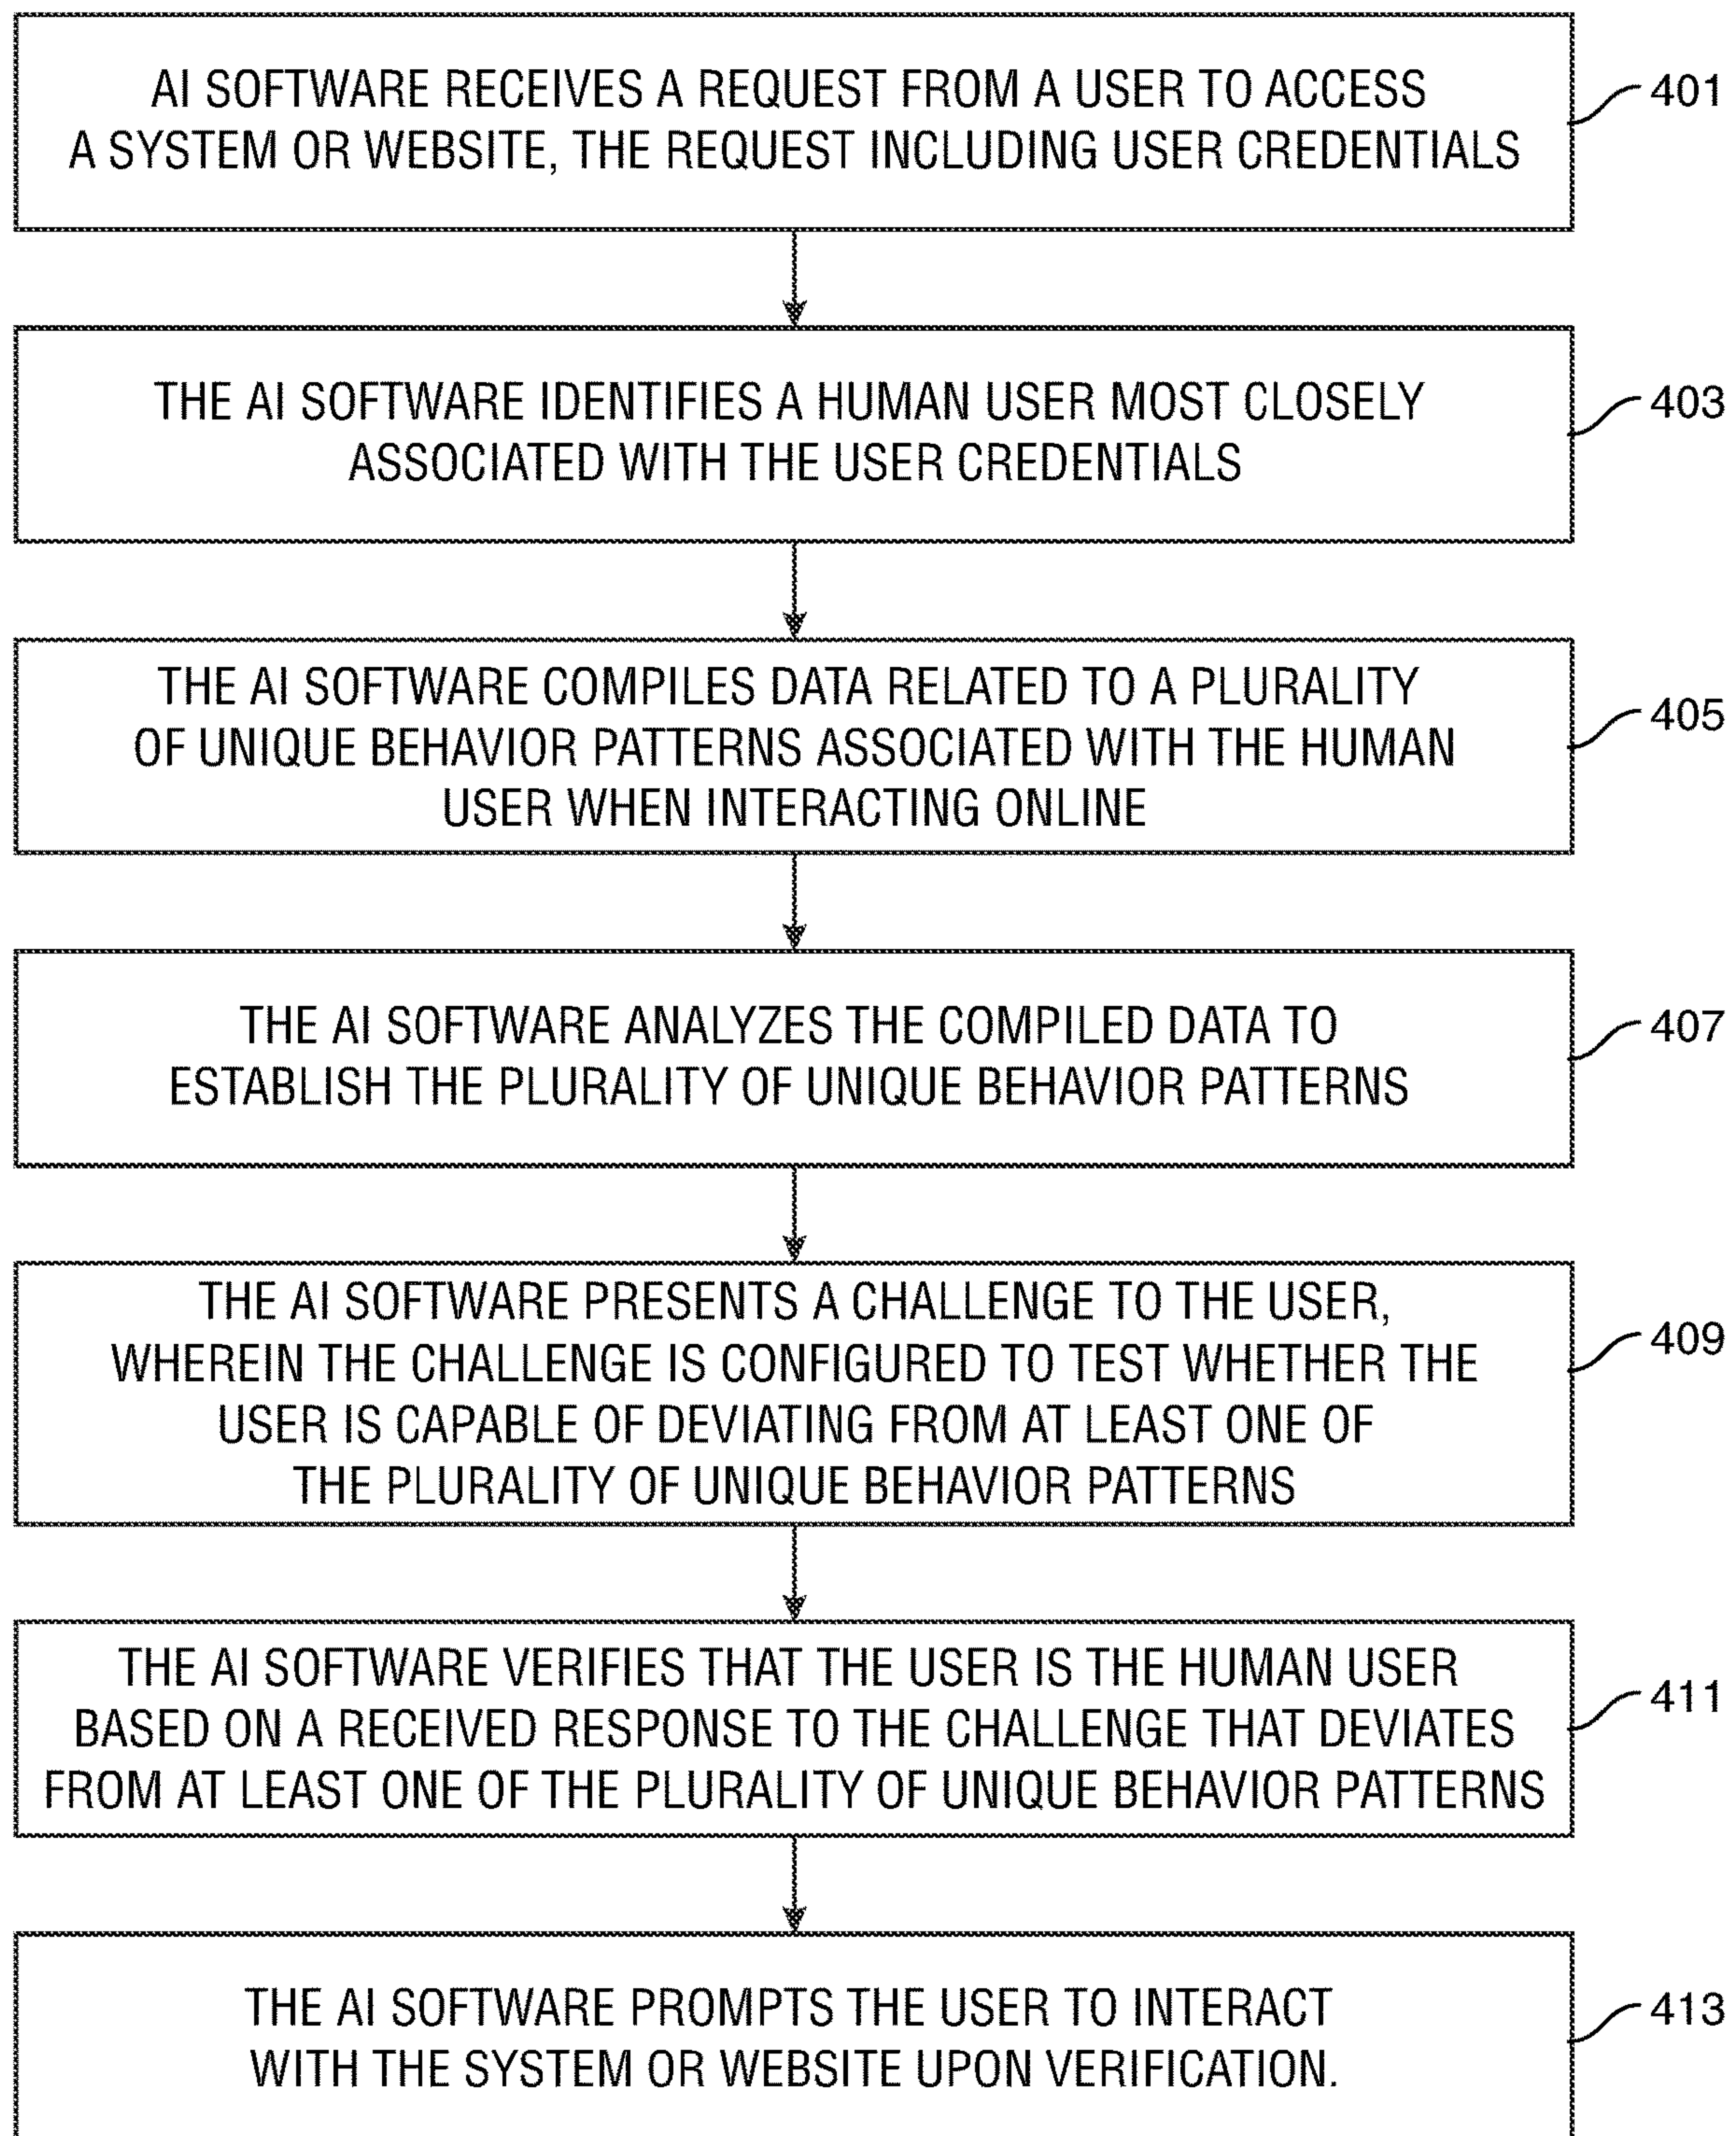 AI SOFTWARE RECEIVES A REQUEST FROM A USER TO ACCESS
A SYSTEM OR WEBSITE, THE REQUEST INCLUDING USER CREDENTIALS
401
THE AI SOFTWARE IDENTIFIES A HUMAN USER MOST CLOSELY
ASSOCIATED WITH THE USER CREDENTIALS
403
THE AI SOFTWARE COMPILES DATA RELATED TO A PLURALITY
OF UNIQUE BEHAVIOR PATTERNS ASSOCIATED WITH THE HUMAN
USER WHEN INTERACTING ONLINE
405
THE AI SOFTWARE ANALYZES THE COMPILED DATA TO
ESTABLISH THE PLURALITY OF UNIQUE BEHAVIOR PATTERNS
407
THE AI SOFTWARE PRESENTS A CHALLENGE TO THE USER,
WHEREIN THE CHALLENGE IS CONFIGURED TO TEST WHETHER THE
USER IS CAPABLE OF DEVIATING FROM AT LEAST ONE OF
THE PLURALITY OF UNIQUE BEHAVIOR PATTERNS
409
THE AI SOFTWARE VERIFIES THAT THE USER IS THE HUMAN USER
BASED ON A RECEIVED RESPONSE TO THE CHALLENGE THAT DEVIATES
FROM AT LEAST ONE OF THE PLURALITY OF UNIQUE BEHAVIOR PATTERNS
411
THE AI SOFTWARE PROMPTS THE USER TO INTERACT
WITH THE SYSTEM OR WEBSITE UPON VERIFICATION.
413